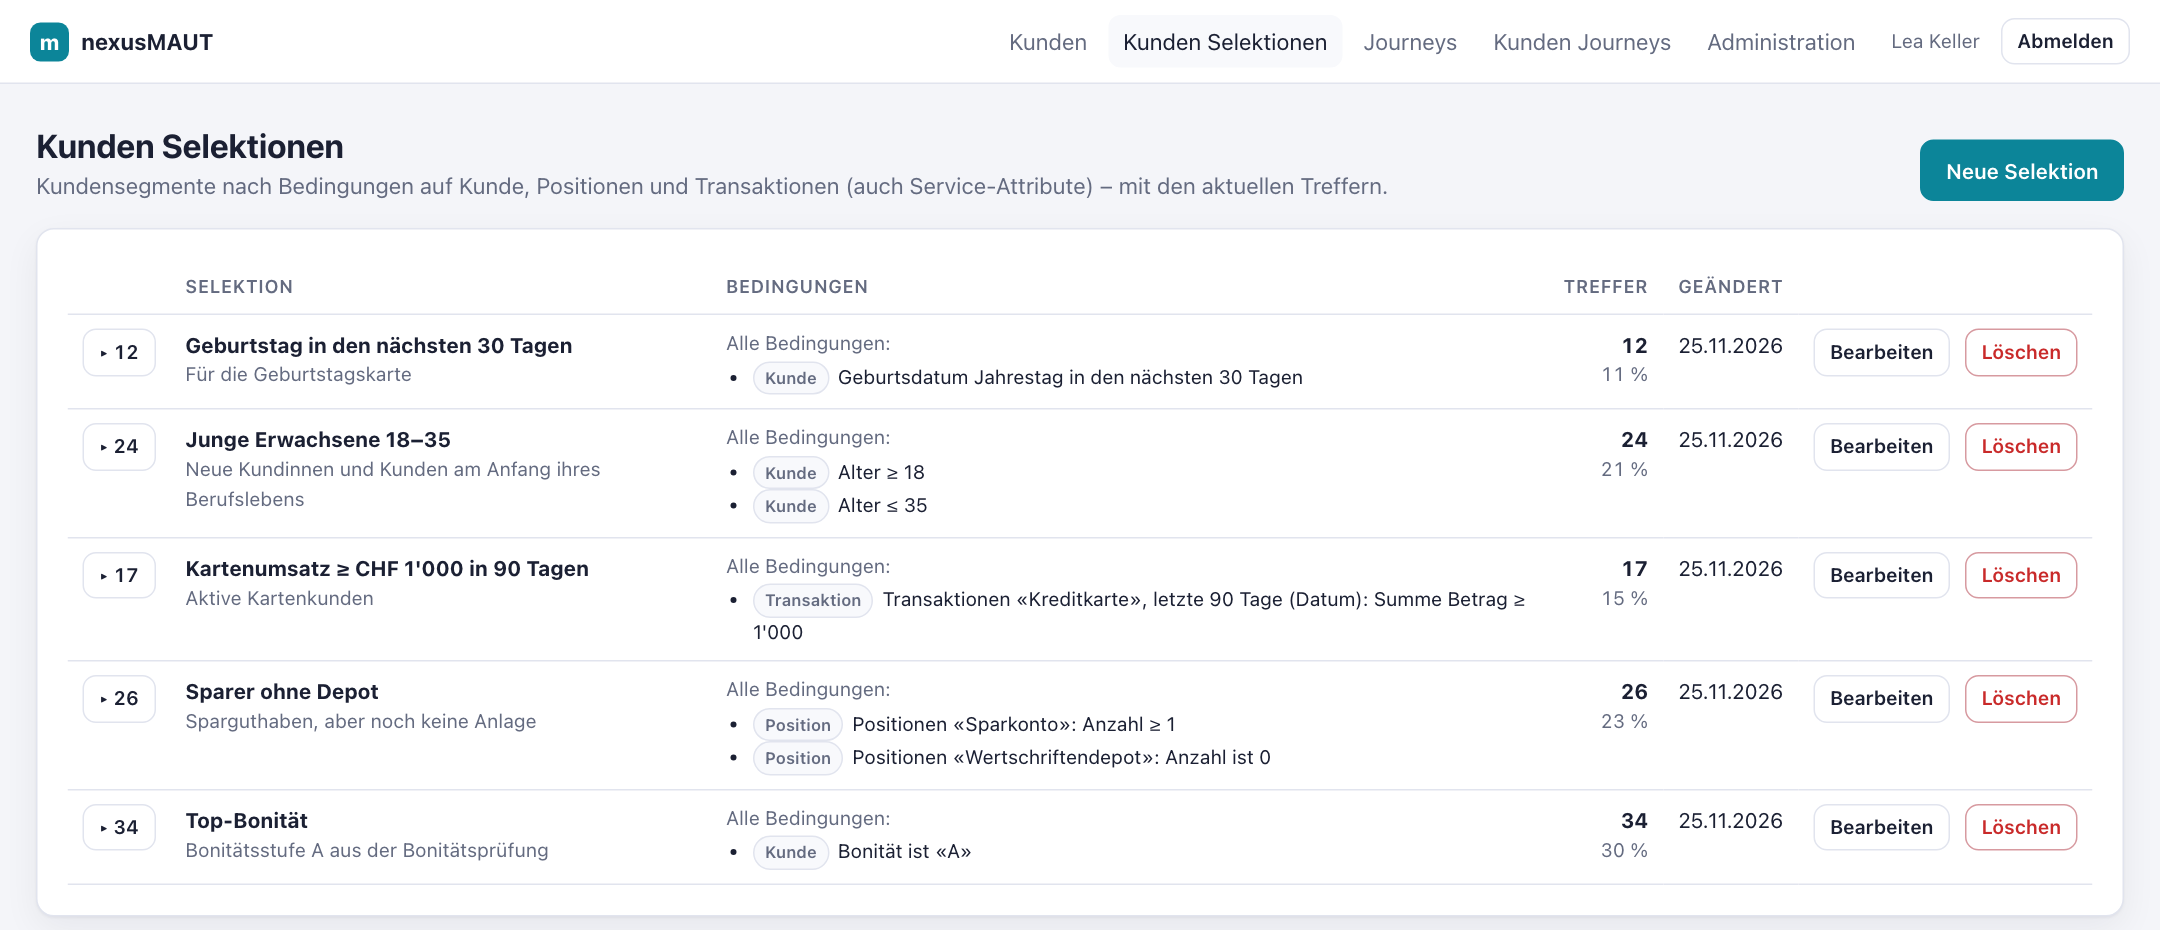 m nexusMAUT Kunden Kunden Selektionen Journeys Kunden Journeys Administration Lea Keller Abmelden
Kunden Selektionen
Kundensegmente nach Bedingungen auf Kunde, Positionen und Transaktionen (auch Service-Attribute) – mit den aktuellen Treffern.
Neue Selektion
SELEKTION BEDINGUNGEN TREFFER GEÄNDERT
▸ 12 Geburtstag in den nächsten 30 Tagen
Für die Geburtstagskarte
Alle Bedingungen:
• Kunde Geburtsdatum Jahrestag in den nächsten 30 Tagen
12
11 %
25.11.2026 Bearbeiten Löschen
▸ 24 Junge Erwachsene 18–35
Neue Kundinnen und Kunden am Anfang ihres
Berufslebens
Alle Bedingungen:
• Kunde Alter ≥ 18
• Kunde Alter ≤ 35
24
21 %
25.11.2026 Bearbeiten Löschen
▸ 17 Kartenumsatz ≥ CHF 1'000 in 90 Tagen
Aktive Kartenkunden
Alle Bedingungen:
• Transaktion Transaktionen «Kreditkarte», letzte 90 Tage (Datum): Summe Betrag ≥
1'000
17
15 %
25.11.2026 Bearbeiten Löschen
▸ 26 Sparer ohne Depot
Sparguthaben, aber noch keine Anlage
Alle Bedingungen:
• Position Positionen «Sparkonto»: Anzahl ≥ 1
• Position Positionen «Wertschriftendepot»: Anzahl ist 0
26
23 %
25.11.2026 Bearbeiten Löschen
▸ 34 Top-Bonität
Bonitätsstufe A aus der Bonitätsprüfung
Alle Bedingungen:
• Kunde Bonität ist «A»
34
30 %
25.11.2026 Bearbeiten Löschen